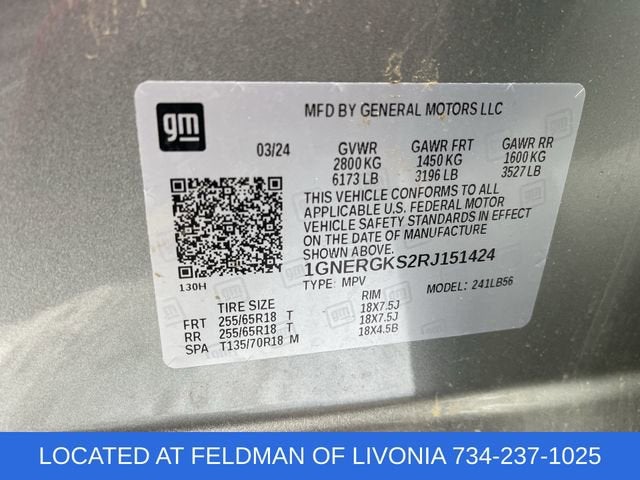 gm
MFD BY GENERAL MOTORS LLC
03/24 GVWR GAWR FRT GAWR RR
2800 KG 1450 KG 1600 KG
6173 LB 3196 LB 3527 LB
THIS VEHICLE CONFORMS TO ALL
APPLICABLE U.S. FEDERAL MOTOR
VEHICLE SAFETY STANDARDS IN EFFECT
ON THE DATE OF MANUFACTURE
SHOWN ABOVE.
1GNERGKS2RJ151424
130H
TYPE: MPV MODEL: 241LB56
TIRE SIZE RIM
FRT 255/65R18 T 18X7.5J
RR 255/65R18 T 18X7.5J
SPA T135/70R18 M 18X4.5B
LOCATED AT FELDMAN OF LIVONIA 734-237-1025